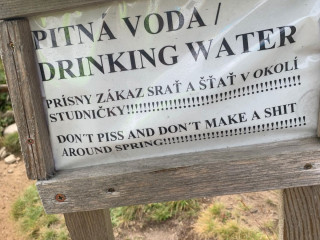 PITNÁ VODA /
DRINKING WATER
PRÍSNY ZÁKAZ SRAŤ A ŠŤAŤ V OKOLÍ
STUDNIČKY!!!!!!!!!!!!!!!!!!!!!!!!!!!!!!!!!!!!!!
DON´T PISS AND DON´T MAKE A SHIT
AROUND SPRING!!!!!!!!!!!!!!!!!!!!!!!!!!!!!!